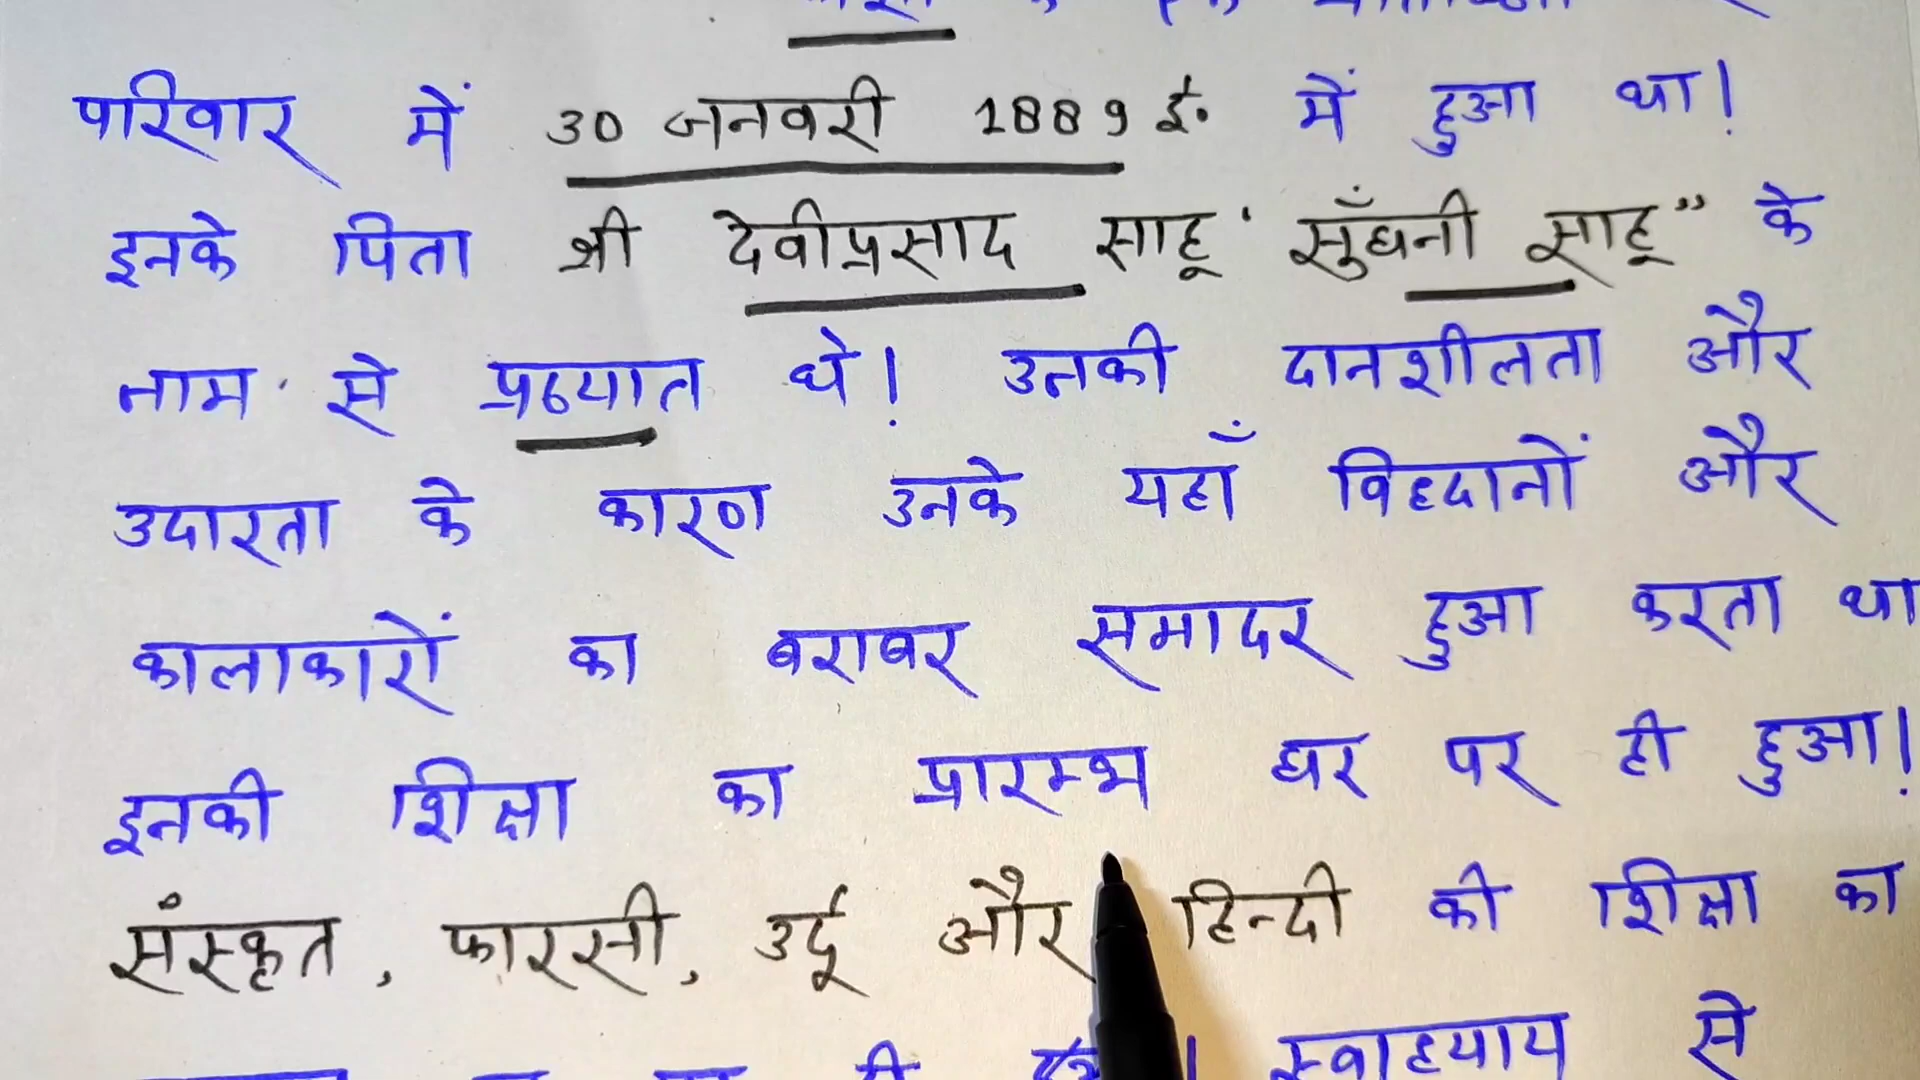 परिवार में 30 जनवरी 1889 ई० में हुआ था!
इनके पिता श्री देवीप्रसाद साहू ' सुँघनी साहू" के
नाम से प्रख्यात थे! उनकी दानशीलता और
उदारता के कारण उनके यहाँ विद्दानों और
कालाकारों का बराबर समादर हुआ करता था
इनकी शिक्षा का प्रारम्भ घर पर ही हुआ!
संस्कृत, फारसी, उर्दू और हिन्दी की शिक्षा का
स्वाध्याय से